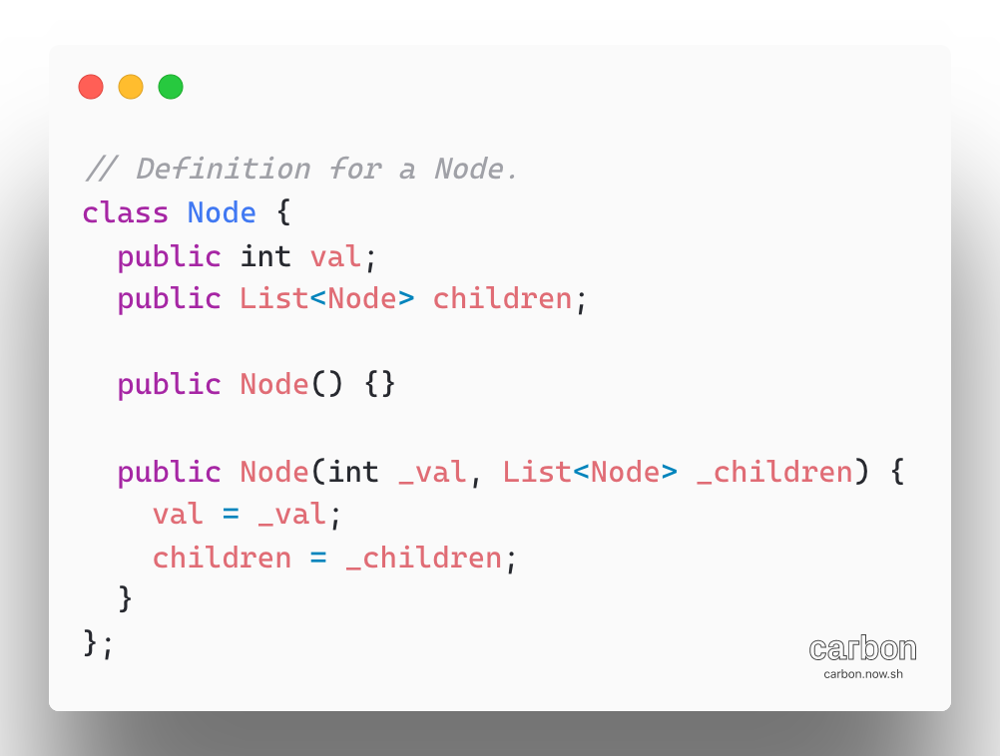 // Definition for a Node.
class Node {
  public int val;
  public List<Node> children;

  public Node() {}

  public Node(int _val, List<Node> _children) {
    val = _val;
    children = _children;
  }
};
carbon
carbon.now.sh